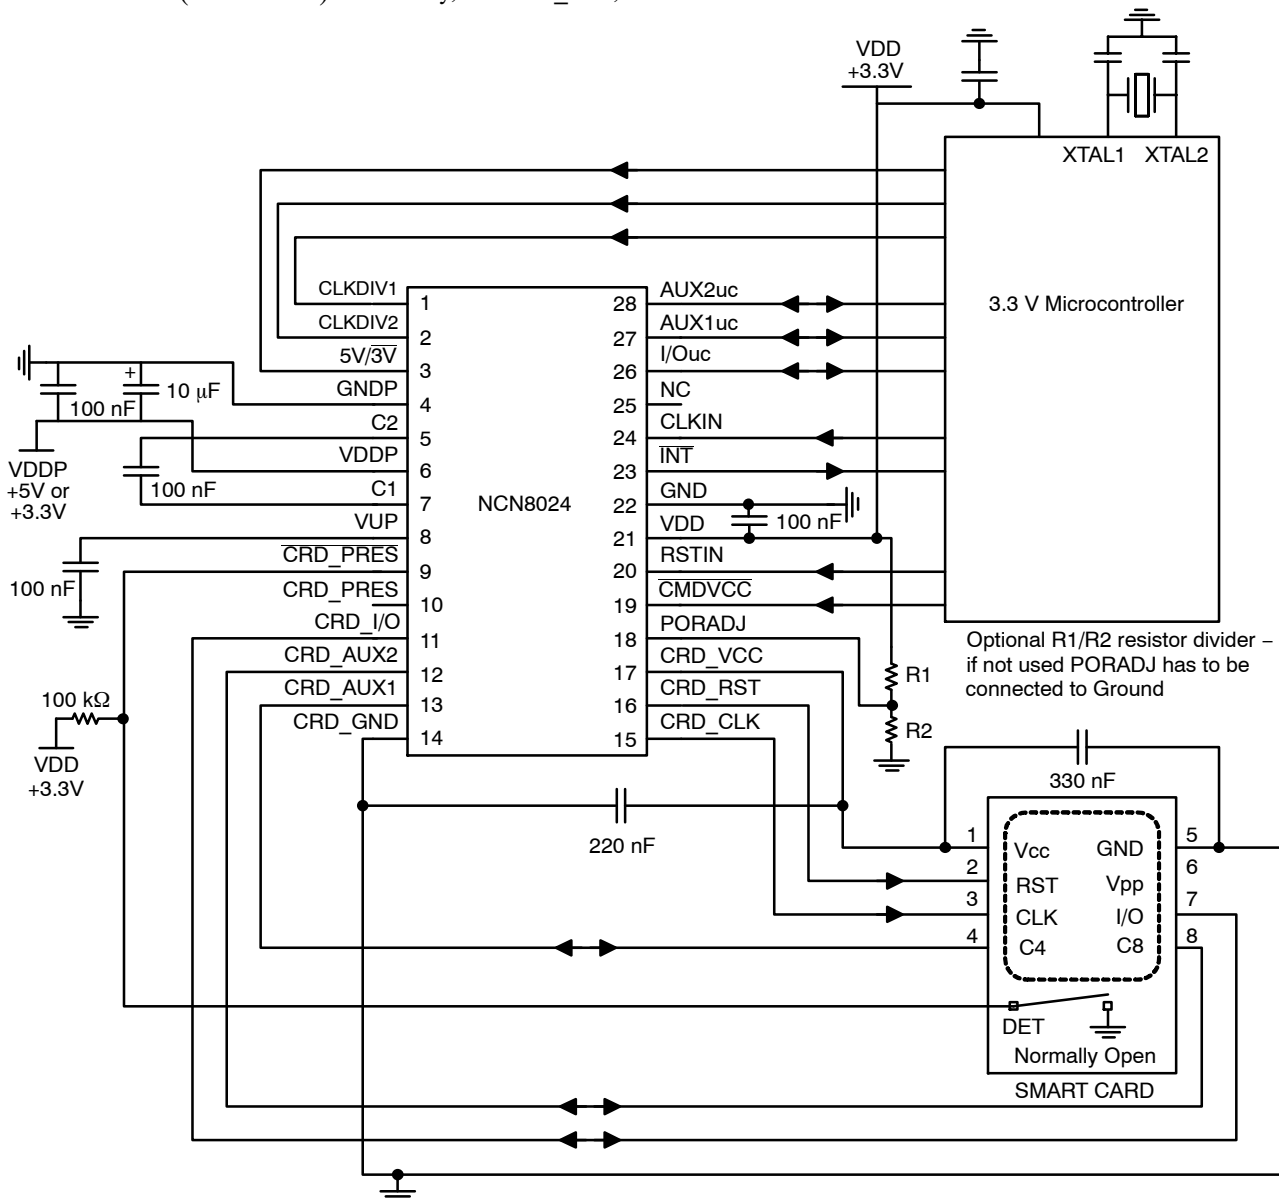 VDD
+3.3V
XTAL1 XTAL2
3.3 V Microcontroller
CLKDIV1
CLKDIV2
5V/3V
GNDP
C2
VDDP
C1
VUP
CRD_PRES
CRD_PRES
CRD_I/O
CRD_AUX2
CRD_AUX1
CRD_GND
1
2
3
4
5
6
7
8
9
10
11
12
13
14
NCN8024
28
27
26
25
24
23
22
21
20
19
18
17
16
15
AUX2uc
AUX1uc
I/Ouc
NC
CLKIN
INT
GND
VDD
RSTIN
CMDVCC
PORADJ
CRD_VCC
CRD_RST
CRD_CLK
+
10 μF
100 nF
VDDP
+5V or
+3.3V
100 nF
100 nF
100 kΩ
VDD
+3.3V
100 nF
R1
R2
Optional R1/R2 resistor divider –
if not used PORADJ has to be
connected to Ground
220 nF
330 nF
1
2
3
4
Vcc
RST
CLK
C4
GND
Vpp
I/O
C8
5
6
7
8
DET
Normally Open
SMART CARD